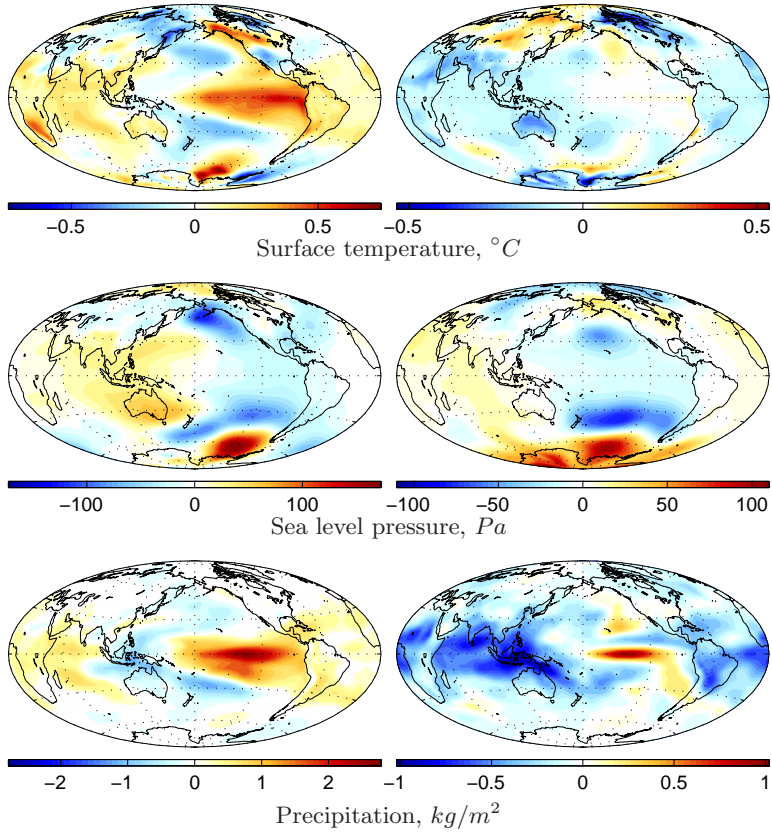 −0.5 0 0.5 −0.5 0 0.5
Surface temperature, °C
−100 0 100 −100 −50 0 50 100
Sea level pressure, Pa
−2 −1 0 1 2 −1 −0.5 0 0.5 1
Precipitation, kg/m²